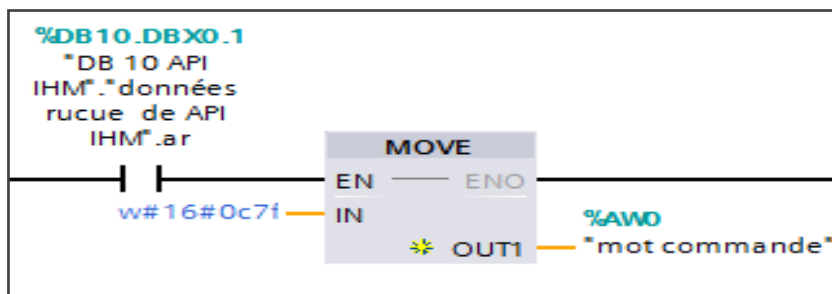 %DB10.DBX0.1
"DB 10 API
IHM"."données
rucue de API
IHM".ar
MOVE
EN ENO
w#16#0c7f IN
%AW0
OUT1 "mot commande"